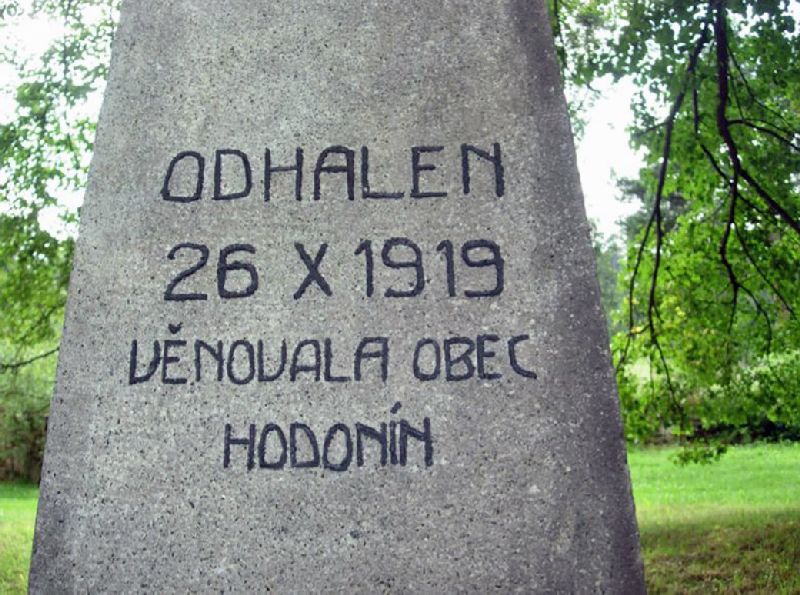 ODHALEN
26 X 1919
VĚNOVALA OBEC
HODONÍN